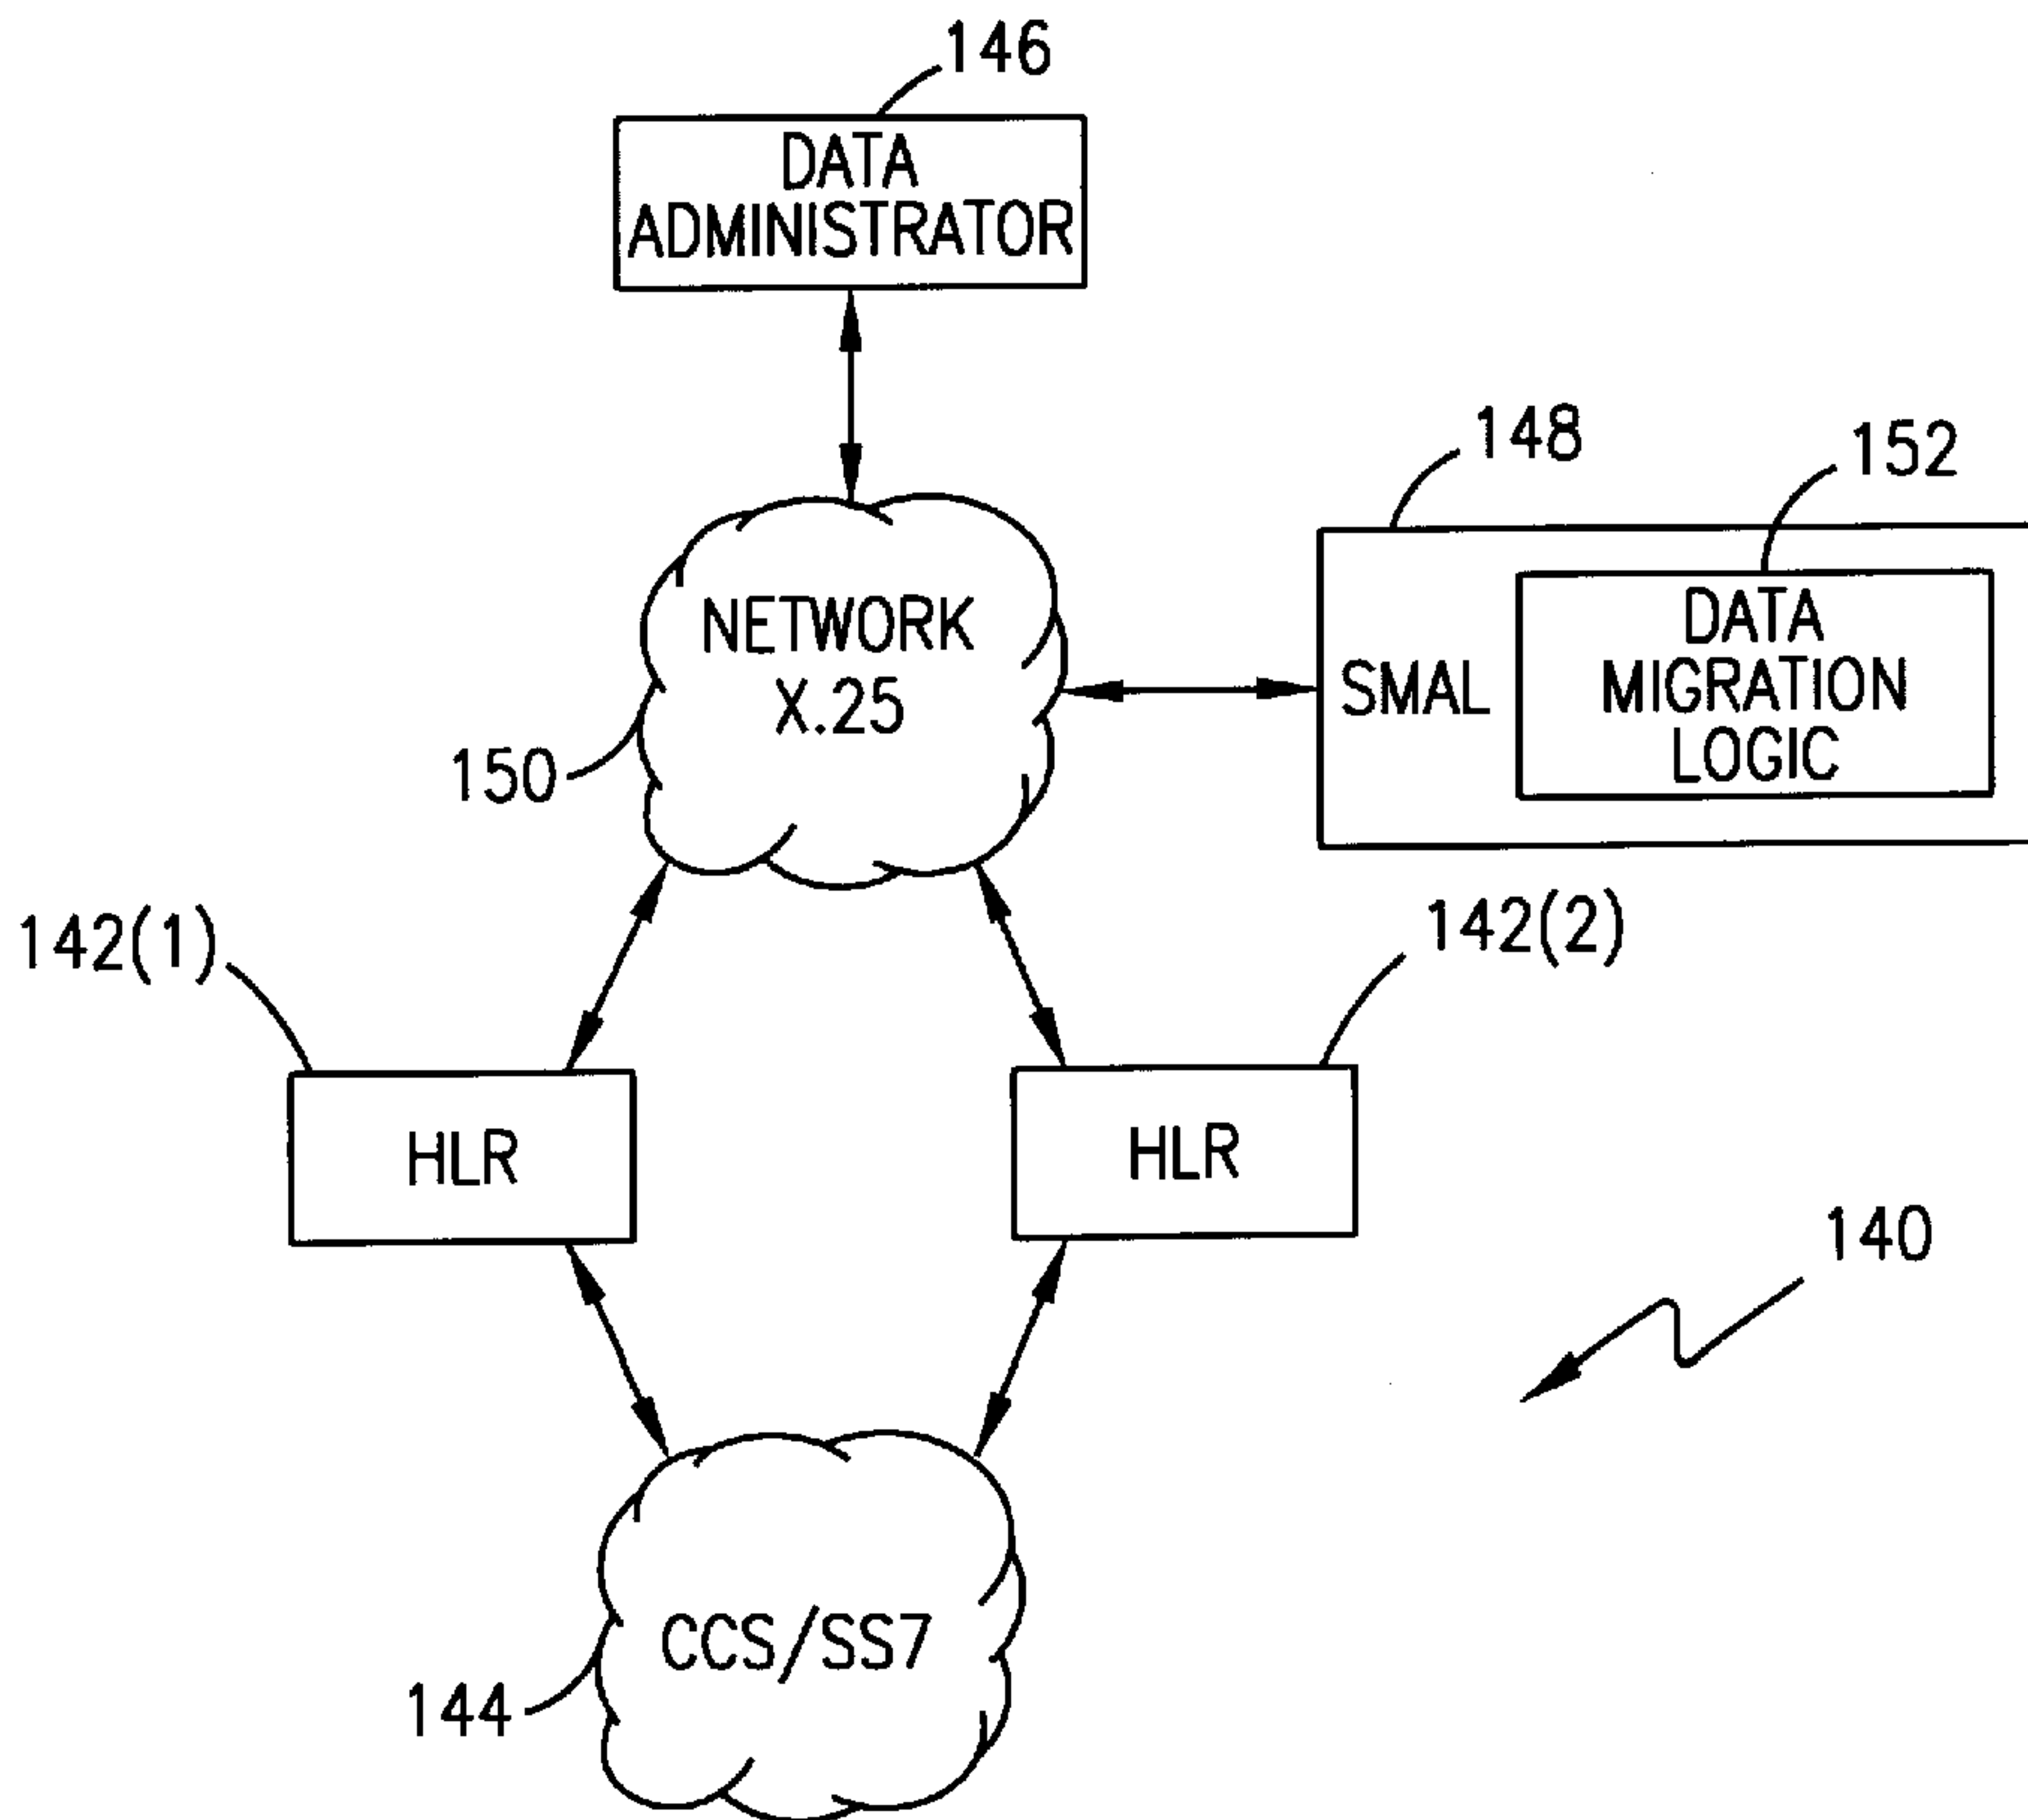 146
DATA
ADMINISTRATOR
148
152
NETWORK
X.25
SMAL
DATA
MIGRATION
LOGIC
150
142(1)
142(2)
HLR
HLR
140
CCS/SS7
144